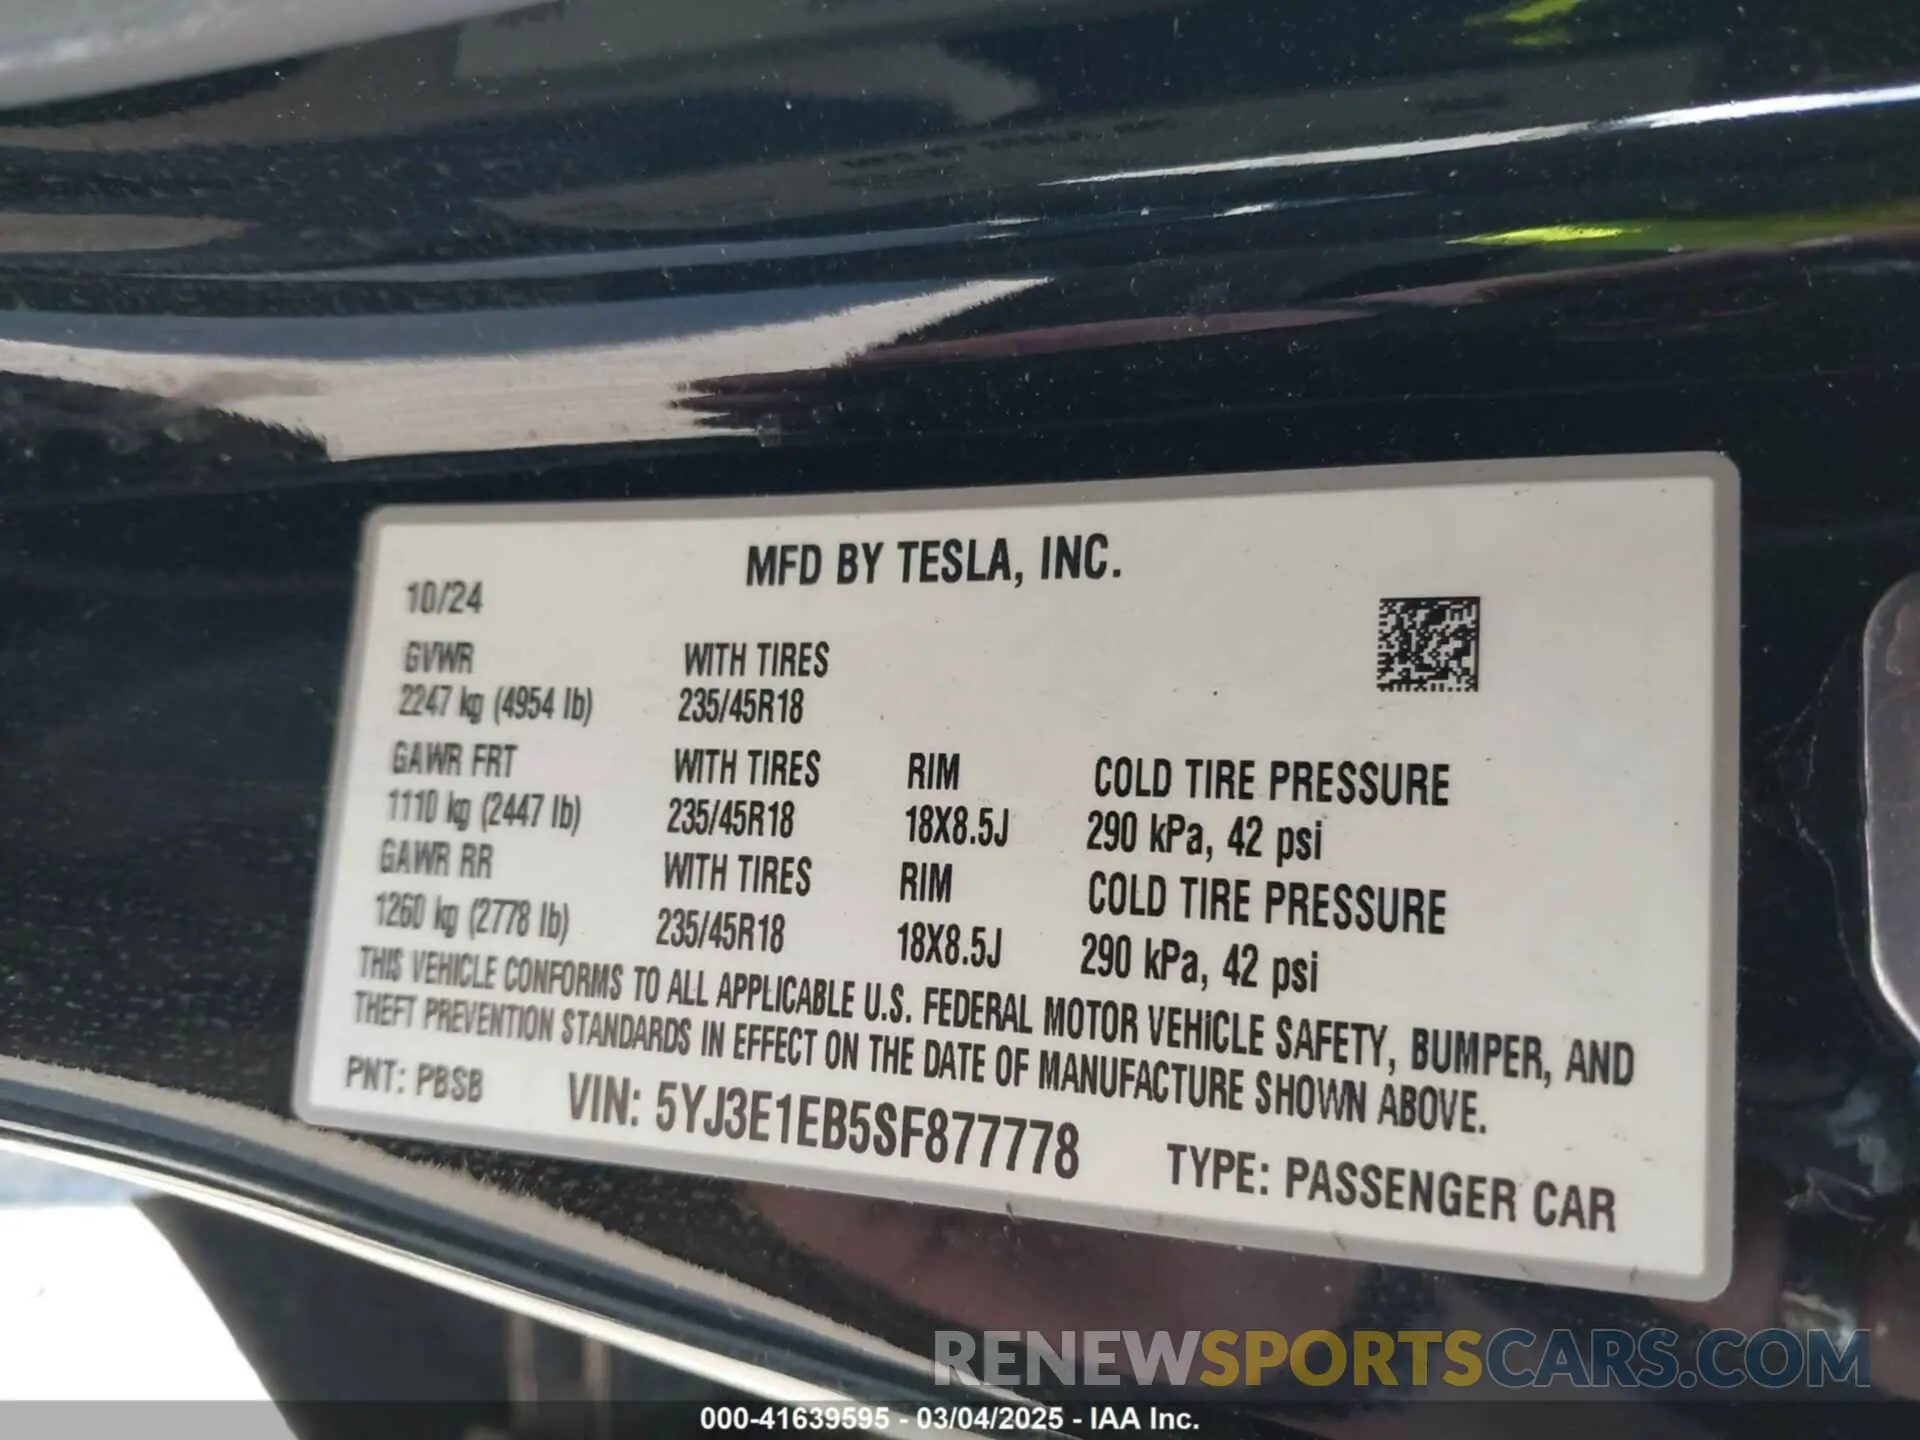 MFD BY TESLA, INC.
10/24
GVWR WITH TIRES
2247 kg (4954 lb) 235/45R18
GAWR FRT WITH TIRES RIM COLD TIRE PRESSURE
1110 kg (2447 lb) 235/45R18 18X8.5J 290 kPa, 42 psi
GAWR RR WITH TIRES RIM COLD TIRE PRESSURE
1260 kg (2778 lb) 235/45R18 18X8.5J 290 kPa, 42 psi
THIS VEHICLE CONFORMS TO ALL APPLICABLE U.S. FEDERAL MOTOR VEHICLE SAFETY, BUMPER, AND
THEFT PREVENTION STANDARDS IN EFFECT ON THE DATE OF MANUFACTURE SHOWN ABOVE.
PNT: PBSB VIN: 5YJ3E1EB5SF877778 TYPE: PASSENGER CAR
RENEWSPORTSCARS.COM
000-41639595 - 03/04/2025 - IAA Inc.